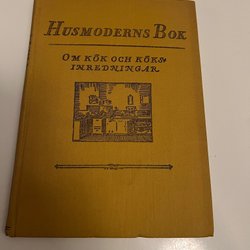 HUSMODERNS BOK
OM KÖK OCH KÖKS-
INREDNINGAR